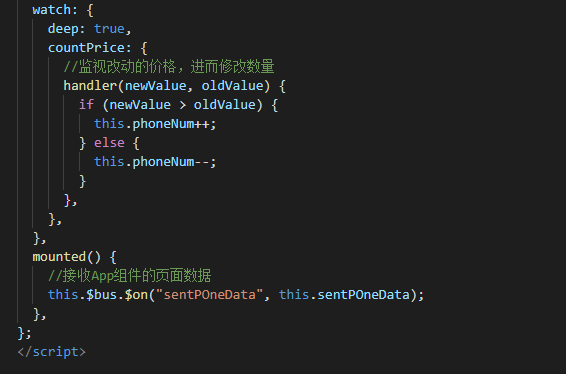 watch: {
deep: true,
countPrice: {
//监视改动的价格，进而修改数量
handler(newValue, oldValue) {
if (newValue > oldValue) {
this.phoneNum++;
} else {
this.phoneNum--;
}
},
},
},
mounted() {
//接收App组件的页面数据
this.$bus.$on("sentPOneData", this.sentPOneData);
},
};
</script>